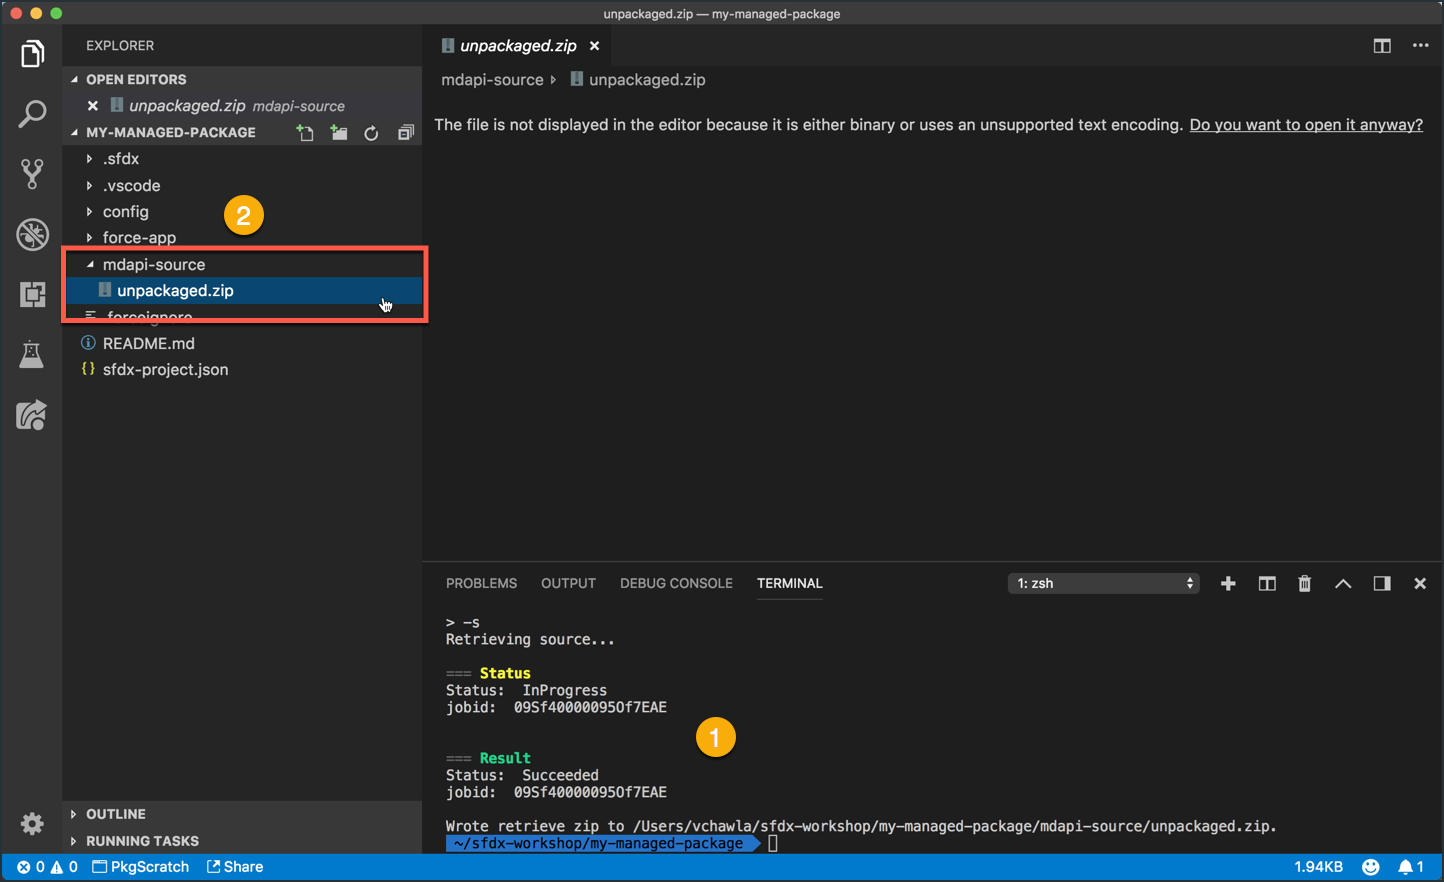 unpackaged.zip — my-managed-package
EXPLORER
OPEN EDITORS
unpackaged.zip mdapi-source
MY-MANAGED-PACKAGE
.sfdx
.vscode
config
2
force-app
mdapi-source
unpackaged.zip
.forceignore
README.md
{} sfdx-project.json
OUTLINE
RUNNING TASKS
unpackaged.zip
mdapi-source unpackaged.zip
The file is not displayed in the editor because it is either binary or uses an unsupported text encoding. Do you want to open it anyway?
PROBLEMS OUTPUT DEBUG CONSOLE TERMINAL 1: zsh
> -s
Retrieving source...
=== Status
Status: InProgress
jobid: 09Sf40000095Of7EAE
1
=== Result
Status: Succeeded
jobid: 09Sf40000095Of7EAE
Wrote retrieve zip to /Users/vchawla/sfdx-workshop/my-managed-package/mdapi-source/unpackaged.zip.
~/sfdx-workshop/my-managed-package
0 0 PkgScratch Share 1.94KB 1